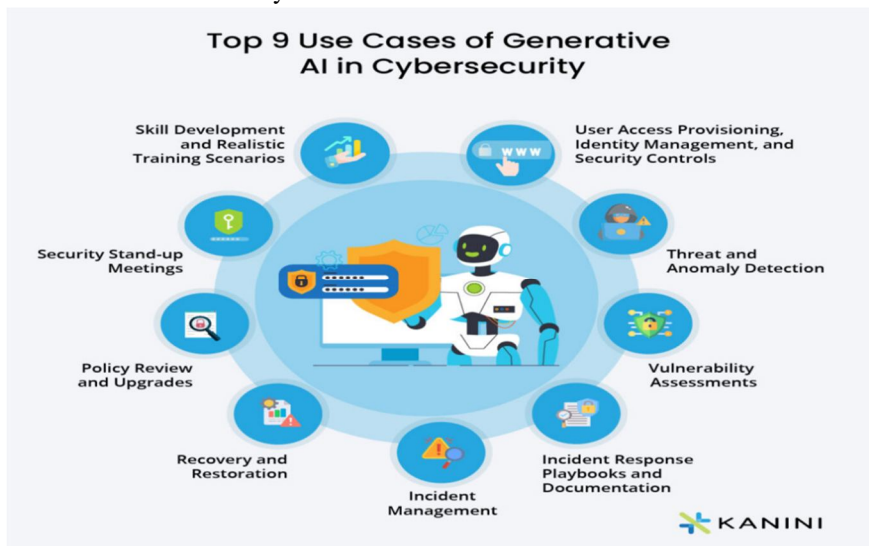 Top 9 Use Cases of Generative
AI in Cybersecurity
Skill Development
and Realistic
Training Scenarios
User Access Provisioning,
Identity Management, and
Security Controls
www
Security Stand-up
Meetings
Threat and
Anomaly Detection
Policy Review
and Upgrades
Vulnerability
Assessments
Recovery and
Restoration
Incident
Management
Incident Response
Playbooks and
Documentation
KANINI